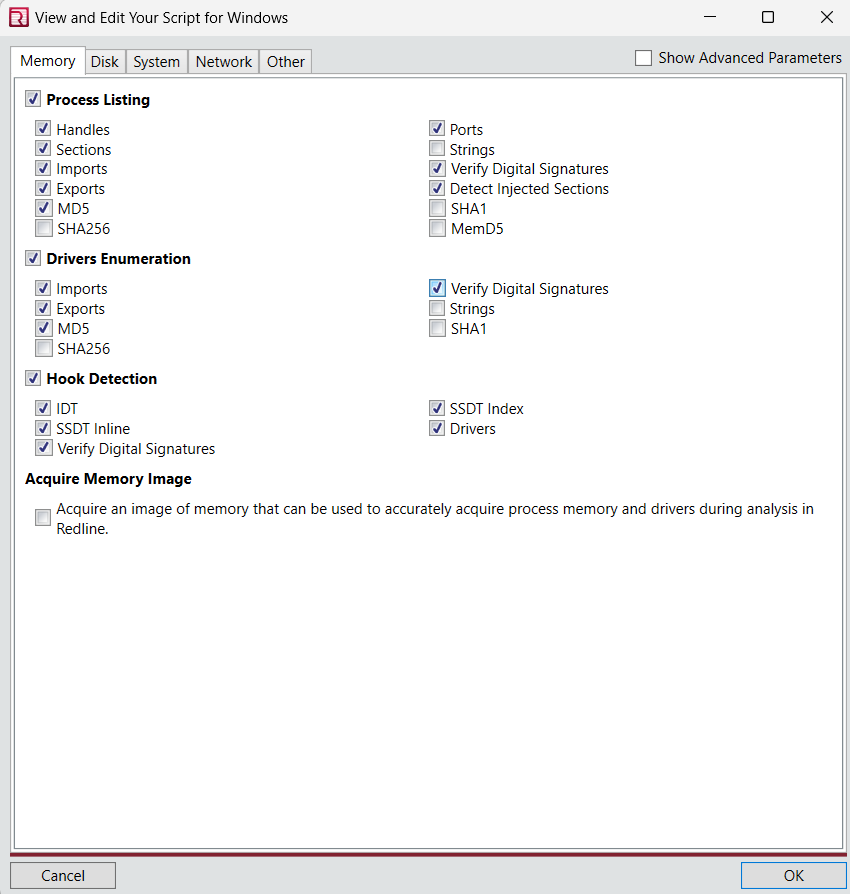 View and Edit Your Script for Windows
Memory Disk System Network Other Show Advanced Parameters
Process Listing
Handles Ports
Sections Strings
Imports Verify Digital Signatures
Exports Detect Injected Sections
MD5 SHA1
SHA256 MemD5
Drivers Enumeration
Imports Verify Digital Signatures
Exports Strings
MD5 SHA1
SHA256
Hook Detection
IDT SSDT Index
SSDT Inline Drivers
Verify Digital Signatures
Acquire Memory Image
Acquire an image of memory that can be used to accurately acquire process memory and drivers during analysis in
Redline.
Cancel OK